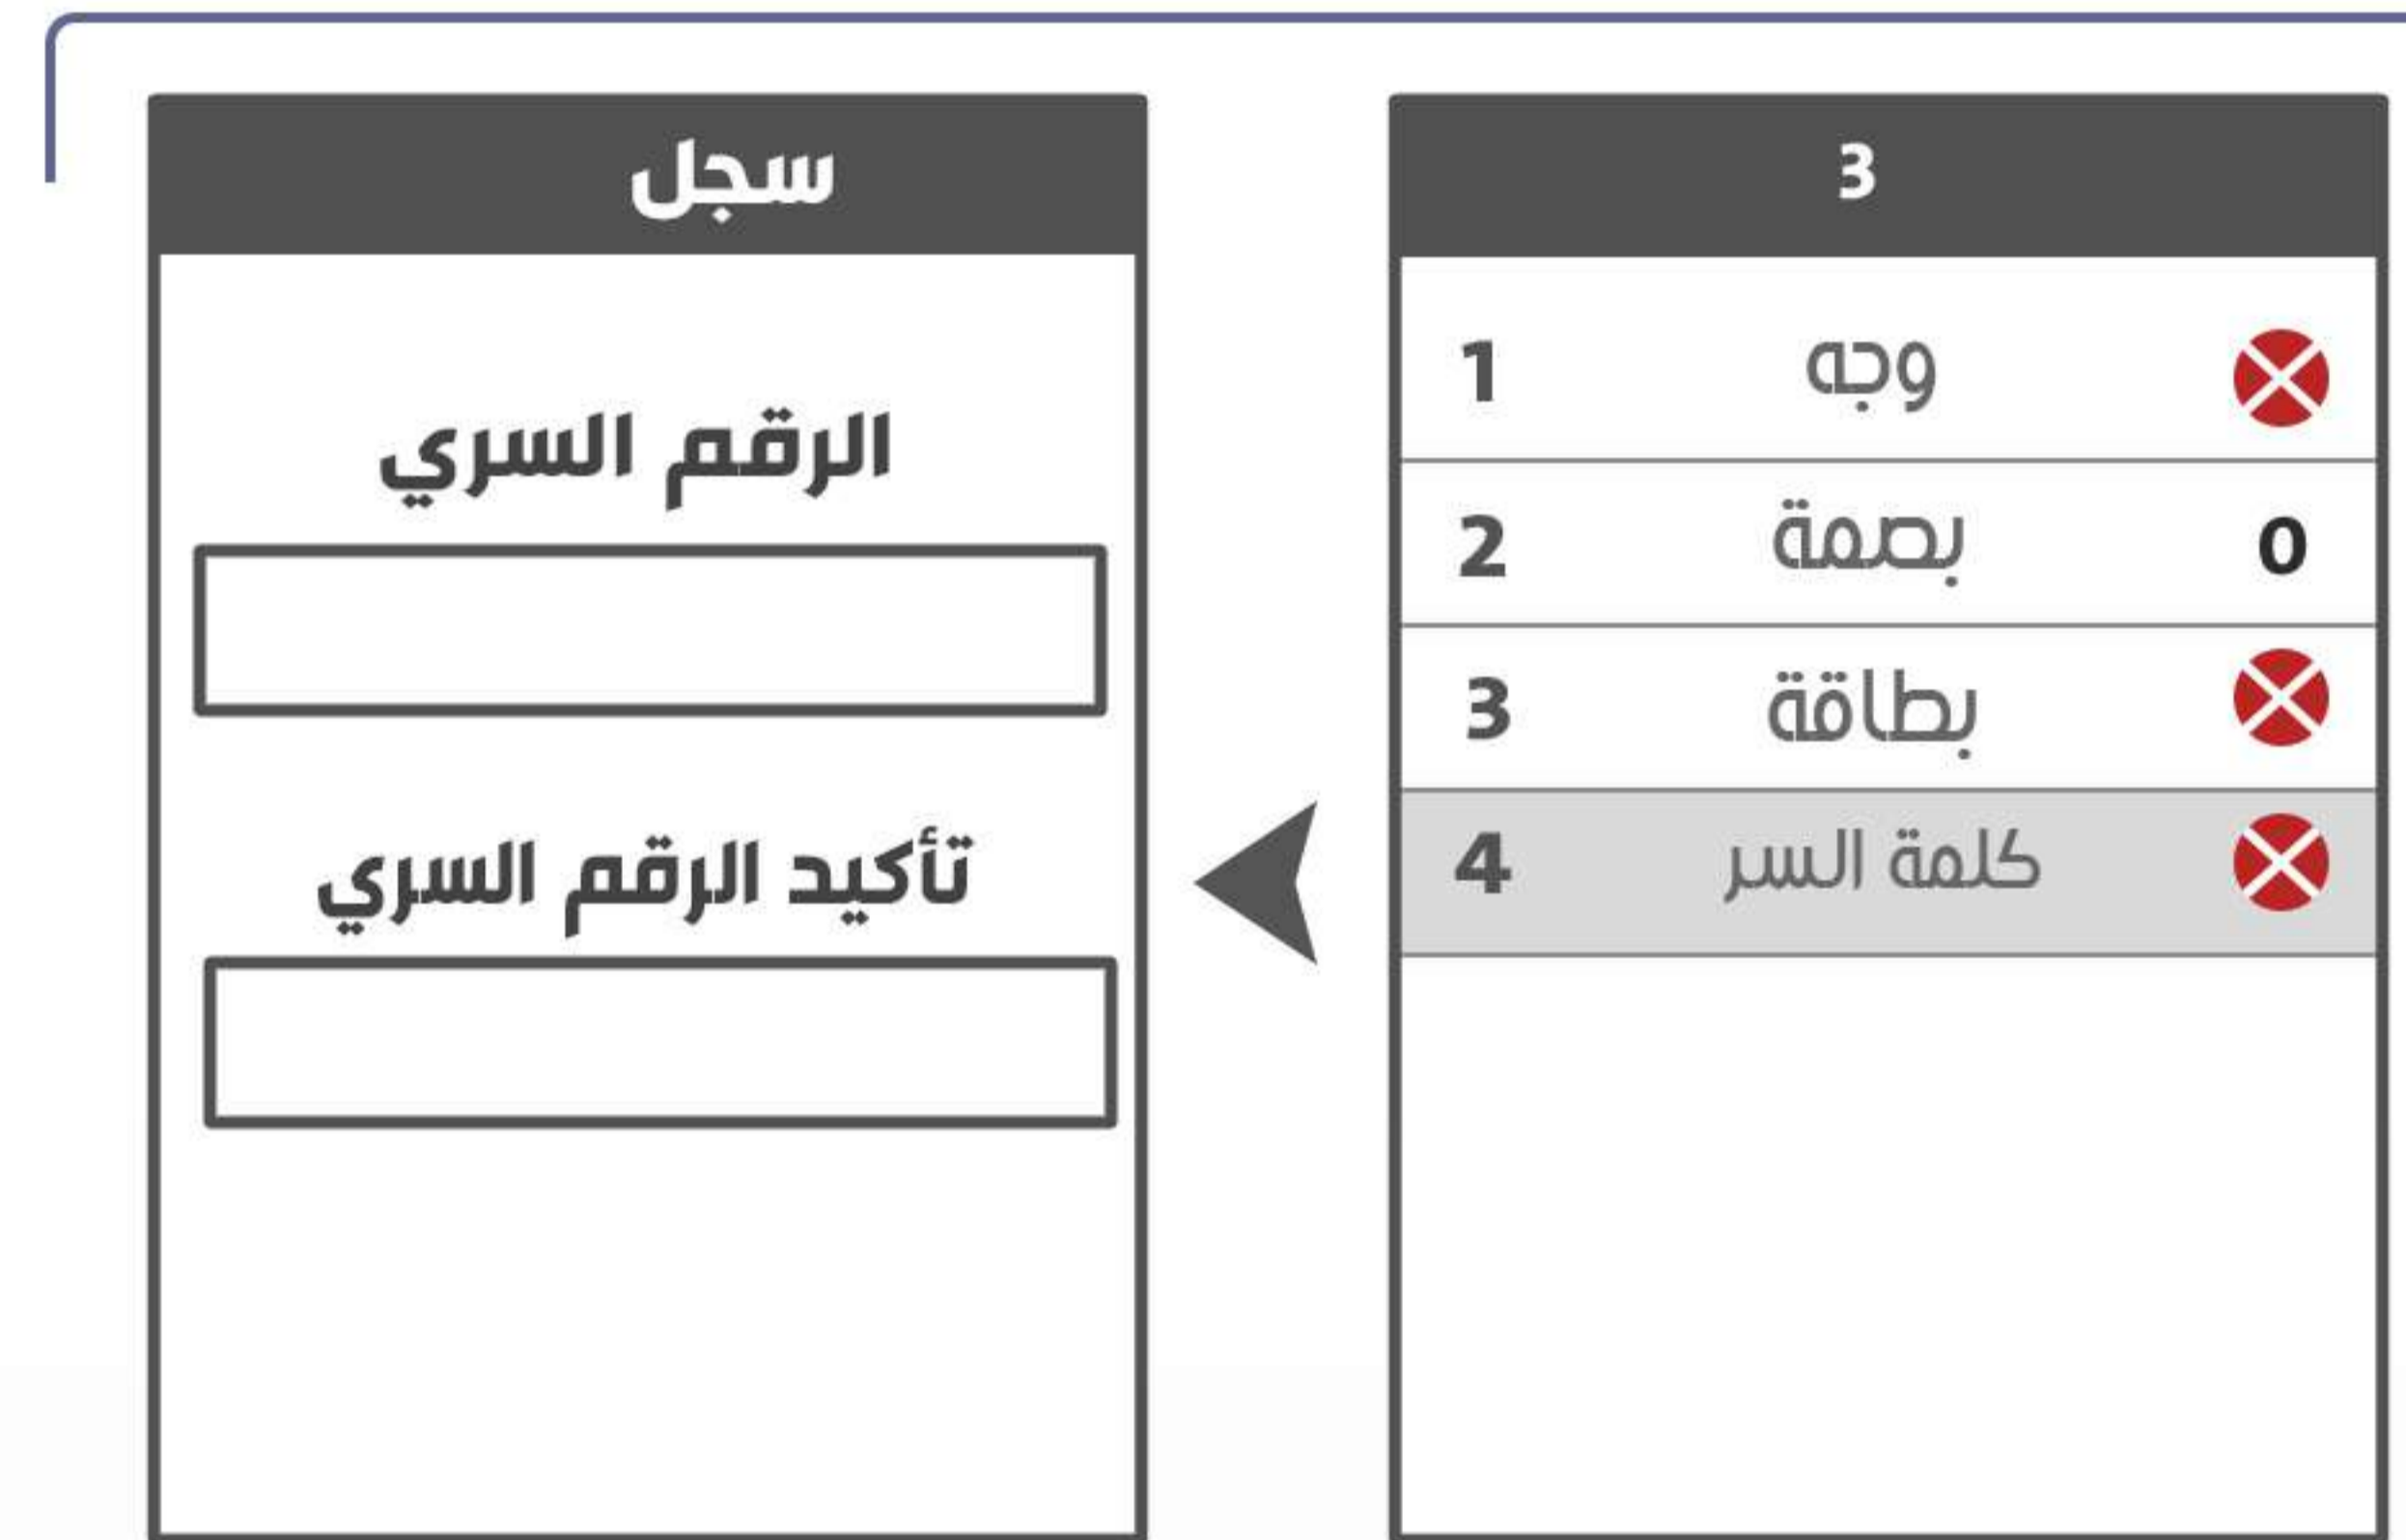 3
1 وجه
2 بصمة 0
3 بطاقة
4 كلمة السر
سجل
الرقم السري
تأكيد الرقم السري